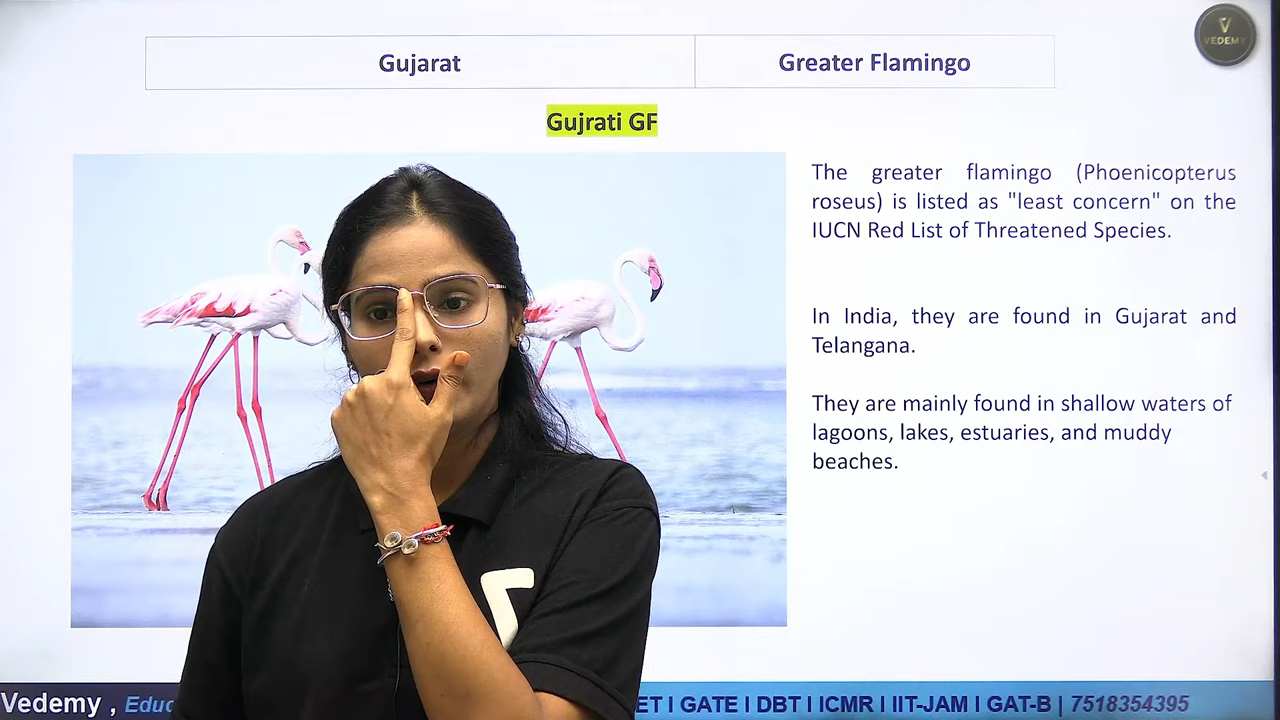 VEDEMY
Gujarat
Greater Flamingo
Gujrati GF
The greater flamingo (Phoenicopterus
roseus) is listed as "least concern" on the
IUCN Red List of Threatened Species.
In India, they are found in Gujarat and
Telangana.
They are mainly found in shallow waters of
lagoons, lakes, estuaries, and muddy
beaches.
Vedemy , I GATE I DBT I ICMR I IIT-JAM I GAT-B | 7518354395